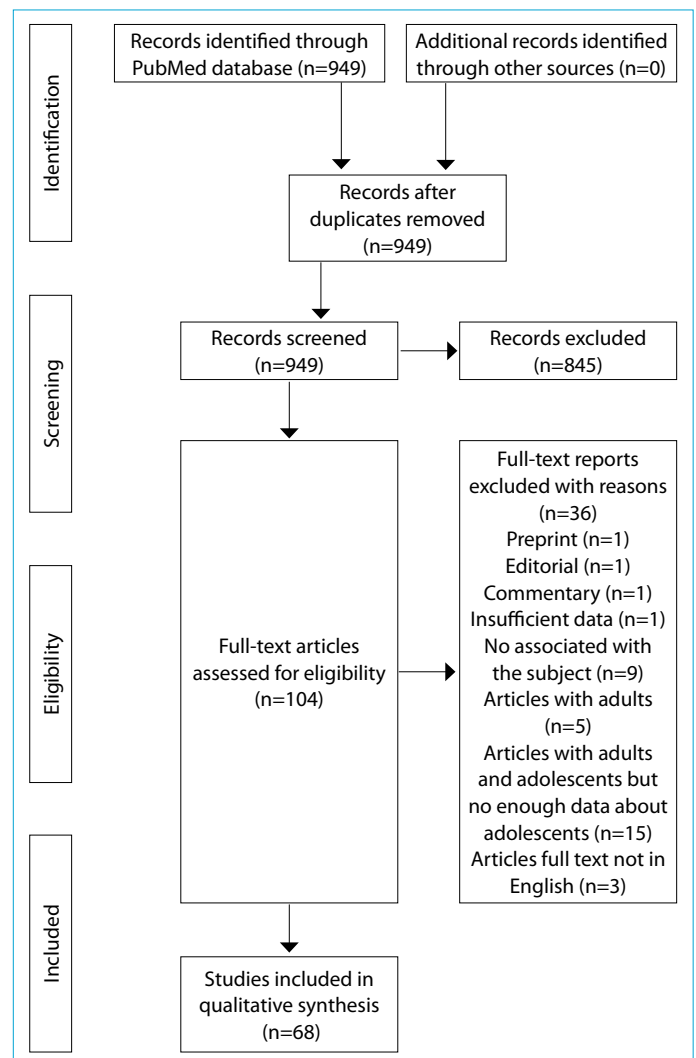 Identification
Records identified through
PubMed database (n=949)
Additional records identified
through other sources (n=0)
Records after
duplicates removed
(n=949)
Screening
Records screened
(n=949)
Records excluded
(n=845)
Eligibility
Full-text articles
assessed for eligibility
(n=104)
Full-text reports
excluded with reasons
(n=36)
Preprint (n=1)
Editorial (n=1)
Commentary (n=1)
Insufficient data (n=1)
No associated with
the subject (n=9)
Articles with adults
(n=5)
Articles with adults
and adolescents but
no enough data about
adolescents (n=15)
Articles full text not in
English (n=3)
Included
Studies included in
qualitative synthesis
(n=68)